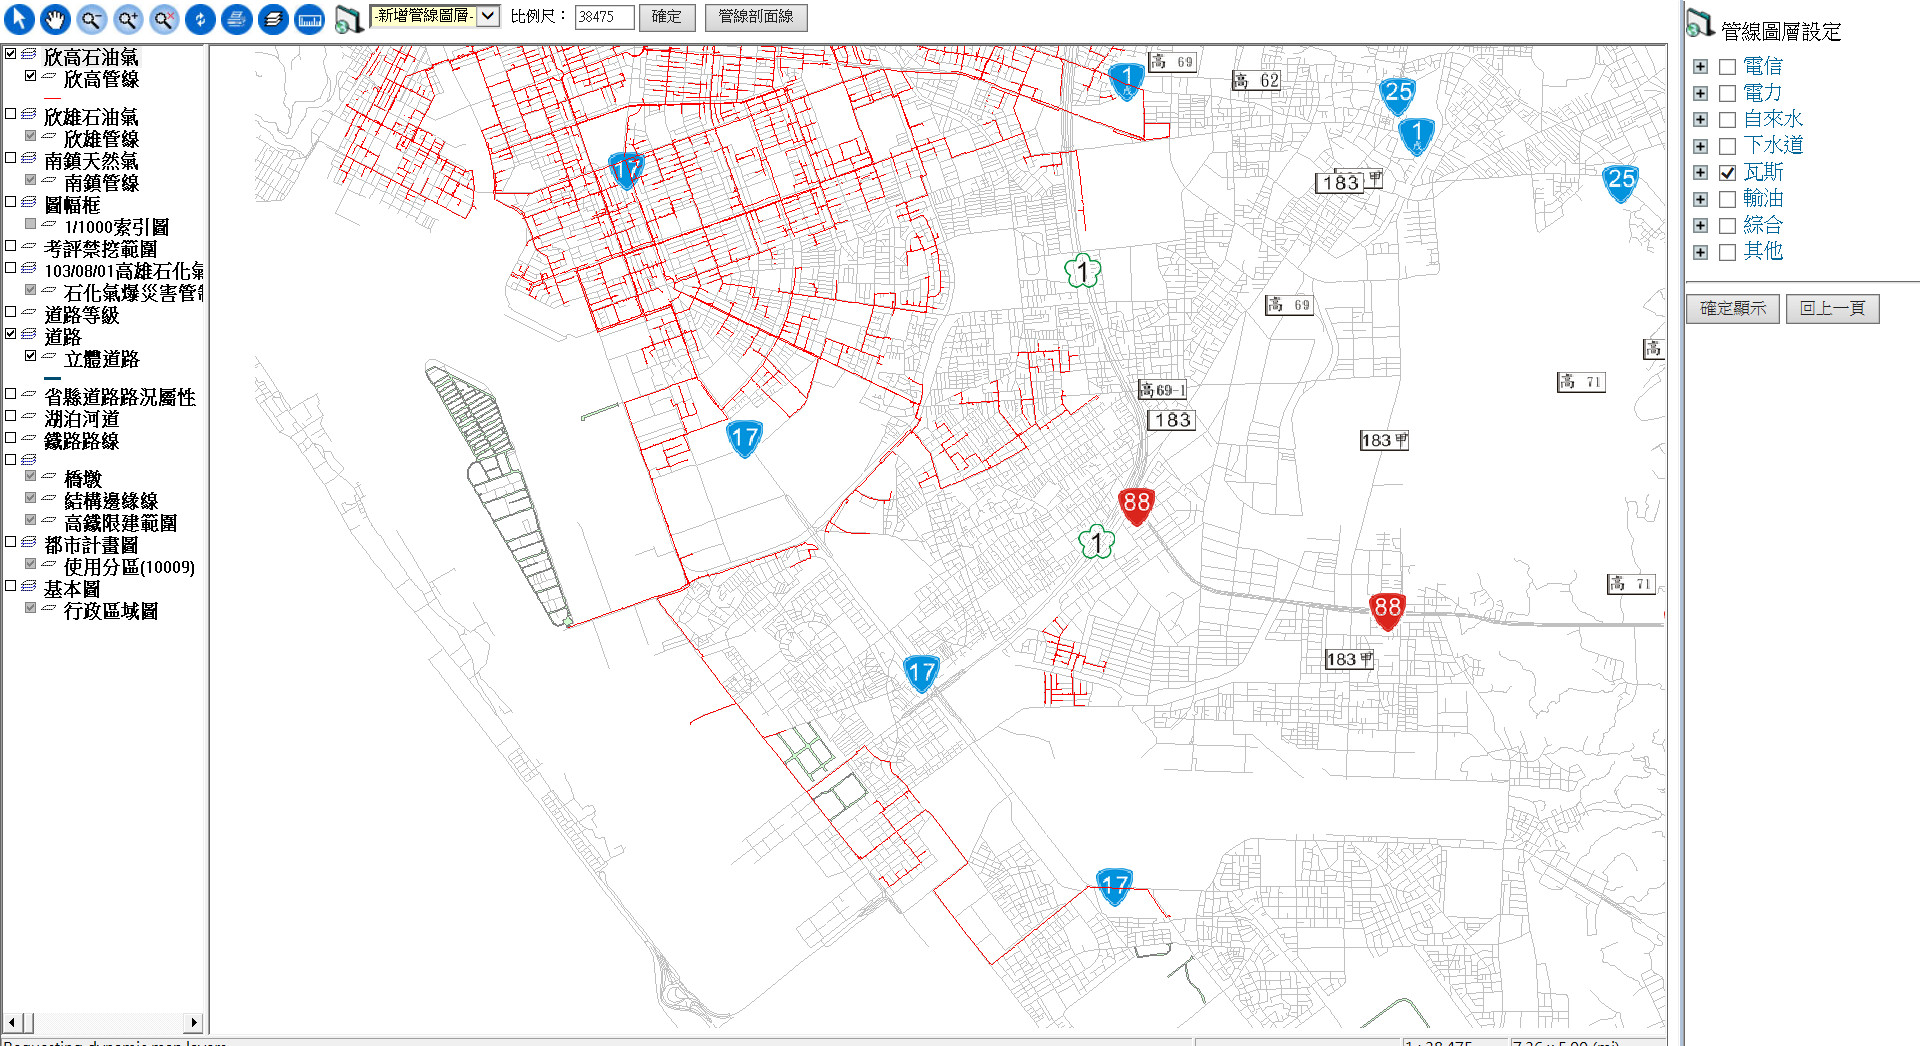 -新增管線圖層-
比例尺：
38475
確定
管線剖面線
欣高石油氣
欣高管線
欣雄石油氣
欣雄管線
南鎮天然氣
南鎮管線
圖幅框
1/1000索引圖
考評禁挖範圍
103/08/01高雄石化氣
石化氣爆災害管
道路等級
道路
立體道路
省縣道路路況屬性
湖泊河道
鐵路路線
橋墩
結構邊緣線
高鐵限建範圍
都市計畫圖
使用分區(10009)
基本圖
行政區域圖
高 69
1
戊
高 62
25
1
戊
17
183
甲
25
1
高 69
高
高 71
高69-1
183
17
183甲
88
1
高 71
88
183甲
17
17
管線圖層設定
電信
電力
自來水
下水道
瓦斯
輸油
綜合
其他
確定顯示
回上一頁
Requesting dynamic map layers
1 : 38,475
7.36 x 5.00 (mi)